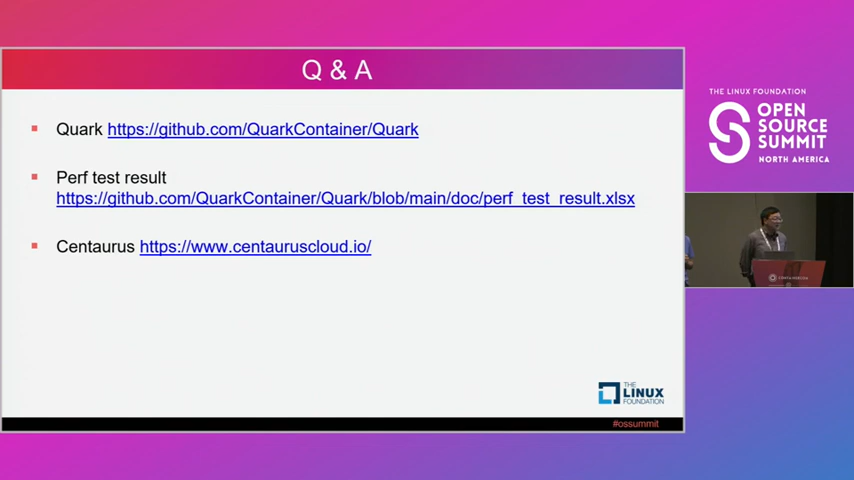 Q & A
Quark https://github.com/QuarkContainer/Quark
Perf test result
https://github.com/QuarkContainer/Quark/blob/main/doc/perf_test_result.xlsx
Centaurus https://www.centauruscloud.io/
THE
LINUX
FOUNDATION
#ossummit
THE LINUX FOUNDATION
OPEN
SOURCE
SUMMIT
NORTH AMERICA